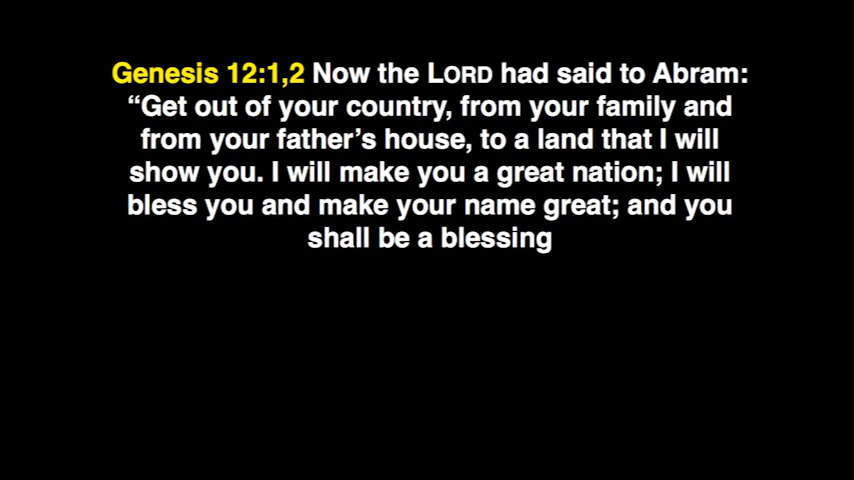 Genesis 12:1,2 Now the LORD had said to Abram:
“Get out of your country, from your family and
from your father’s house, to a land that I will
show you. I will make you a great nation; I will
bless you and make your name great; and you
shall be a blessing